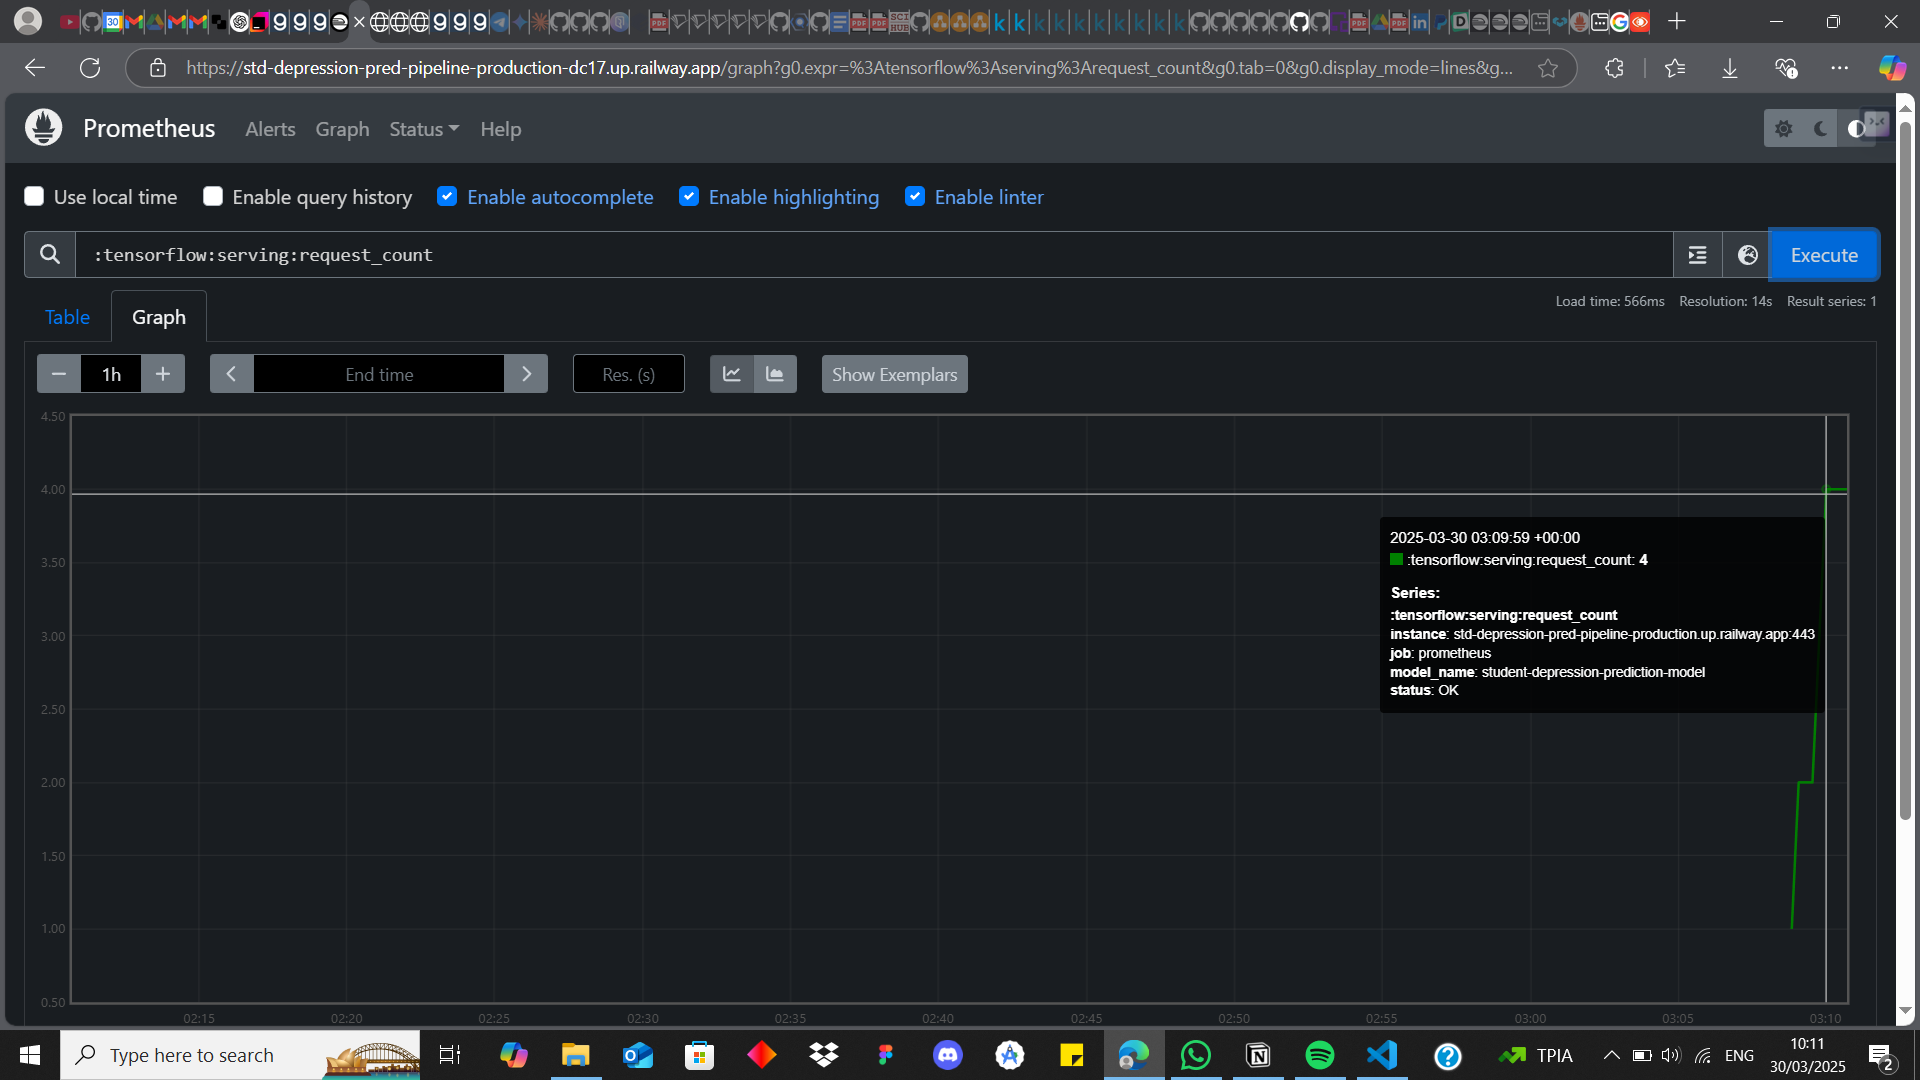 https://std-depression-pred-pipeline-production-dc17.up.railway.app/graph?g0.expr=%3Atensorflow%3Aserving%3Arequest_count&g0.tab=0&g0.display_mode=lines&g...
Prometheus Alerts Graph Status Help
Use local time Enable query history Enable autocomplete Enable highlighting Enable linter
:tensorflow:serving:request_count Execute
Load time: 566ms Resolution: 14s Result series: 1
Table Graph
1h End time Res. (s) Show Exemplars
4.50
4.00
3.50
3.00
2.50
2.00
1.50
1.00
0.50
2025-03-30 03:09:59 +00:00
:tensorflow:serving:request_count: 4
Series:
:tensorflow:serving:request_count
instance: std-depression-pred-pipeline-production.up.railway.app:443
job: prometheus
model_name: student-depression-prediction-model
status: OK
02:15 02:20 02:25 02:30 02:35 02:40 02:45 02:50 02:55 03:00 03:05 03:10
Type here to search
TPIA
ENG
10:11
30/03/2025
2